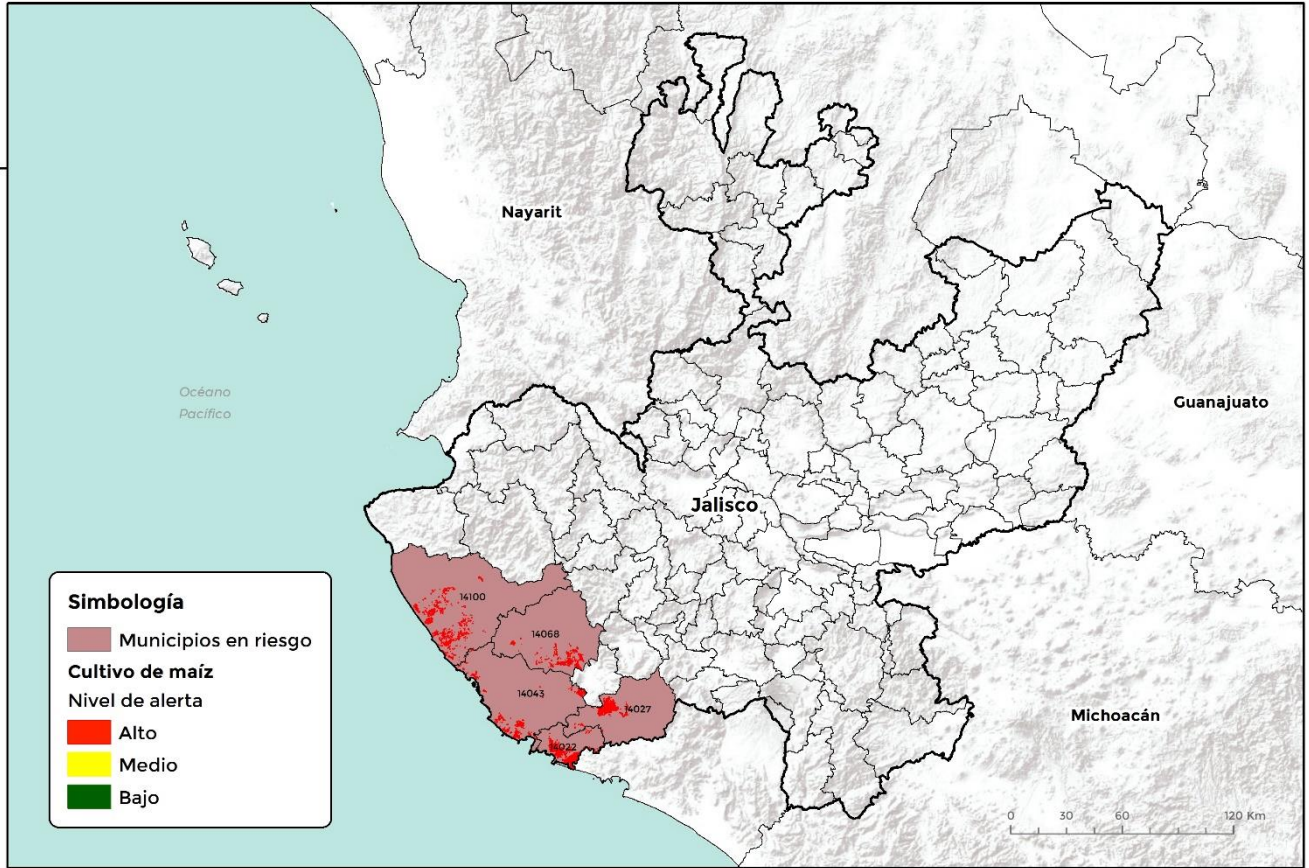 Nayarit
Océano
Pacífico
Guanajuato
Jalisco
Simbología
Municipios en riesgo
Cultivo de maíz
Nivel de alerta
Alto
Medio
Bajo
14100
14068
14043
14027
14022
Michoacán
0 30 60 120 Km